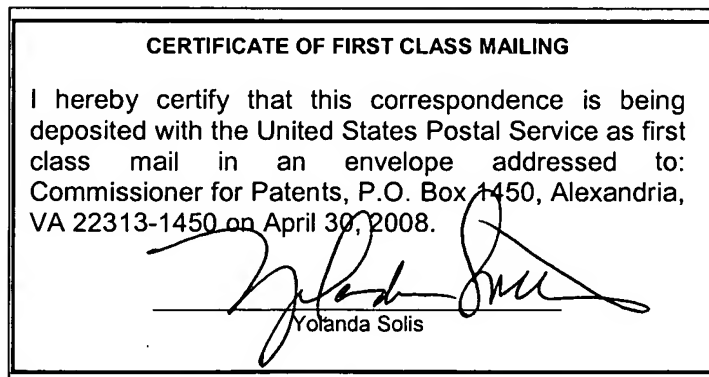 CERTIFICATE OF FIRST CLASS MAILING
I hereby certify that this correspondence is being
deposited with the United States Postal Service as first
class mail in an envelope addressed to:
Commissioner for Patents, P.O. Box 1450, Alexandria,
VA 22313-1450 on April 30, 2008.
Yolanda Solis
Yolanda Solis